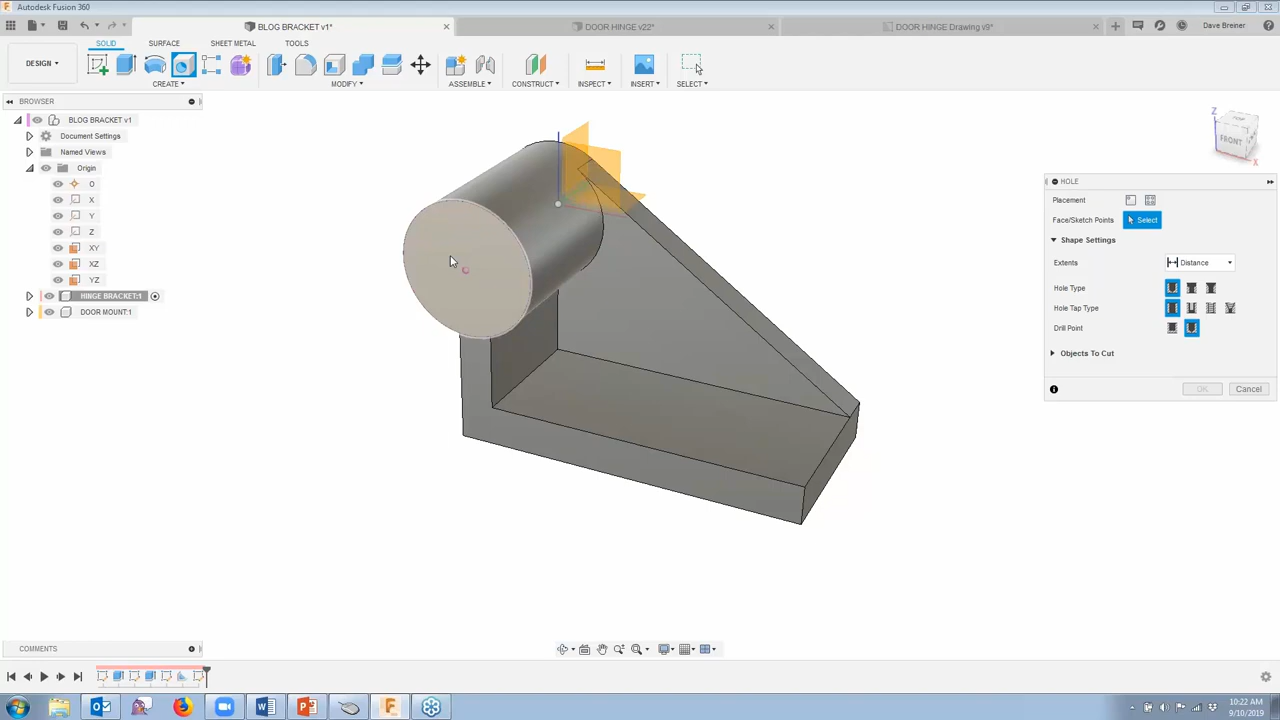 Autodesk Fusion 360
BLOG BRACKET v1*
DOOR HINGE v22*
DOOR HINGE Drawing v9*
Dave Breiner
SOLID
SURFACE
SHEET METAL
TOOLS
DESIGN
CREATE
MODIFY
ASSEMBLE
CONSTRUCT
INSPECT
INSERT
SELECT
BROWSER
BLOG BRACKET v1
Document Settings
Named Views
Origin
O
X
Y
Z
XY
XZ
YZ
HINGE BRACKET:1
DOOR MOUNT:1
Z
FRONT
X
HOLE
Placement
Face/Sketch Points
Select
Shape Settings
Extents
Distance
Hole Type
Hole Tap Type
Drill Point
Objects To Cut
OK
Cancel
COMMENTS
10:22 AM
9/10/2019